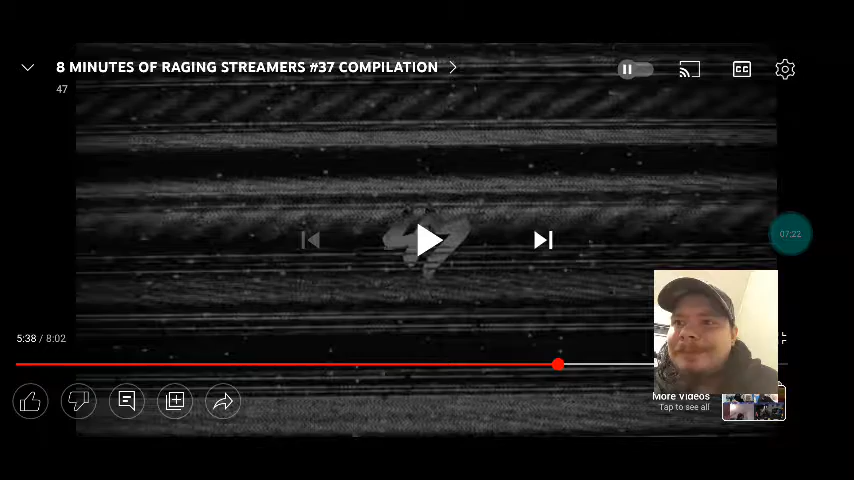 8 MINUTES OF RAGING STREAMERS #37 COMPILATION
47
CC
07:22
5:38 / 8:02
More Videos
Tap to see all